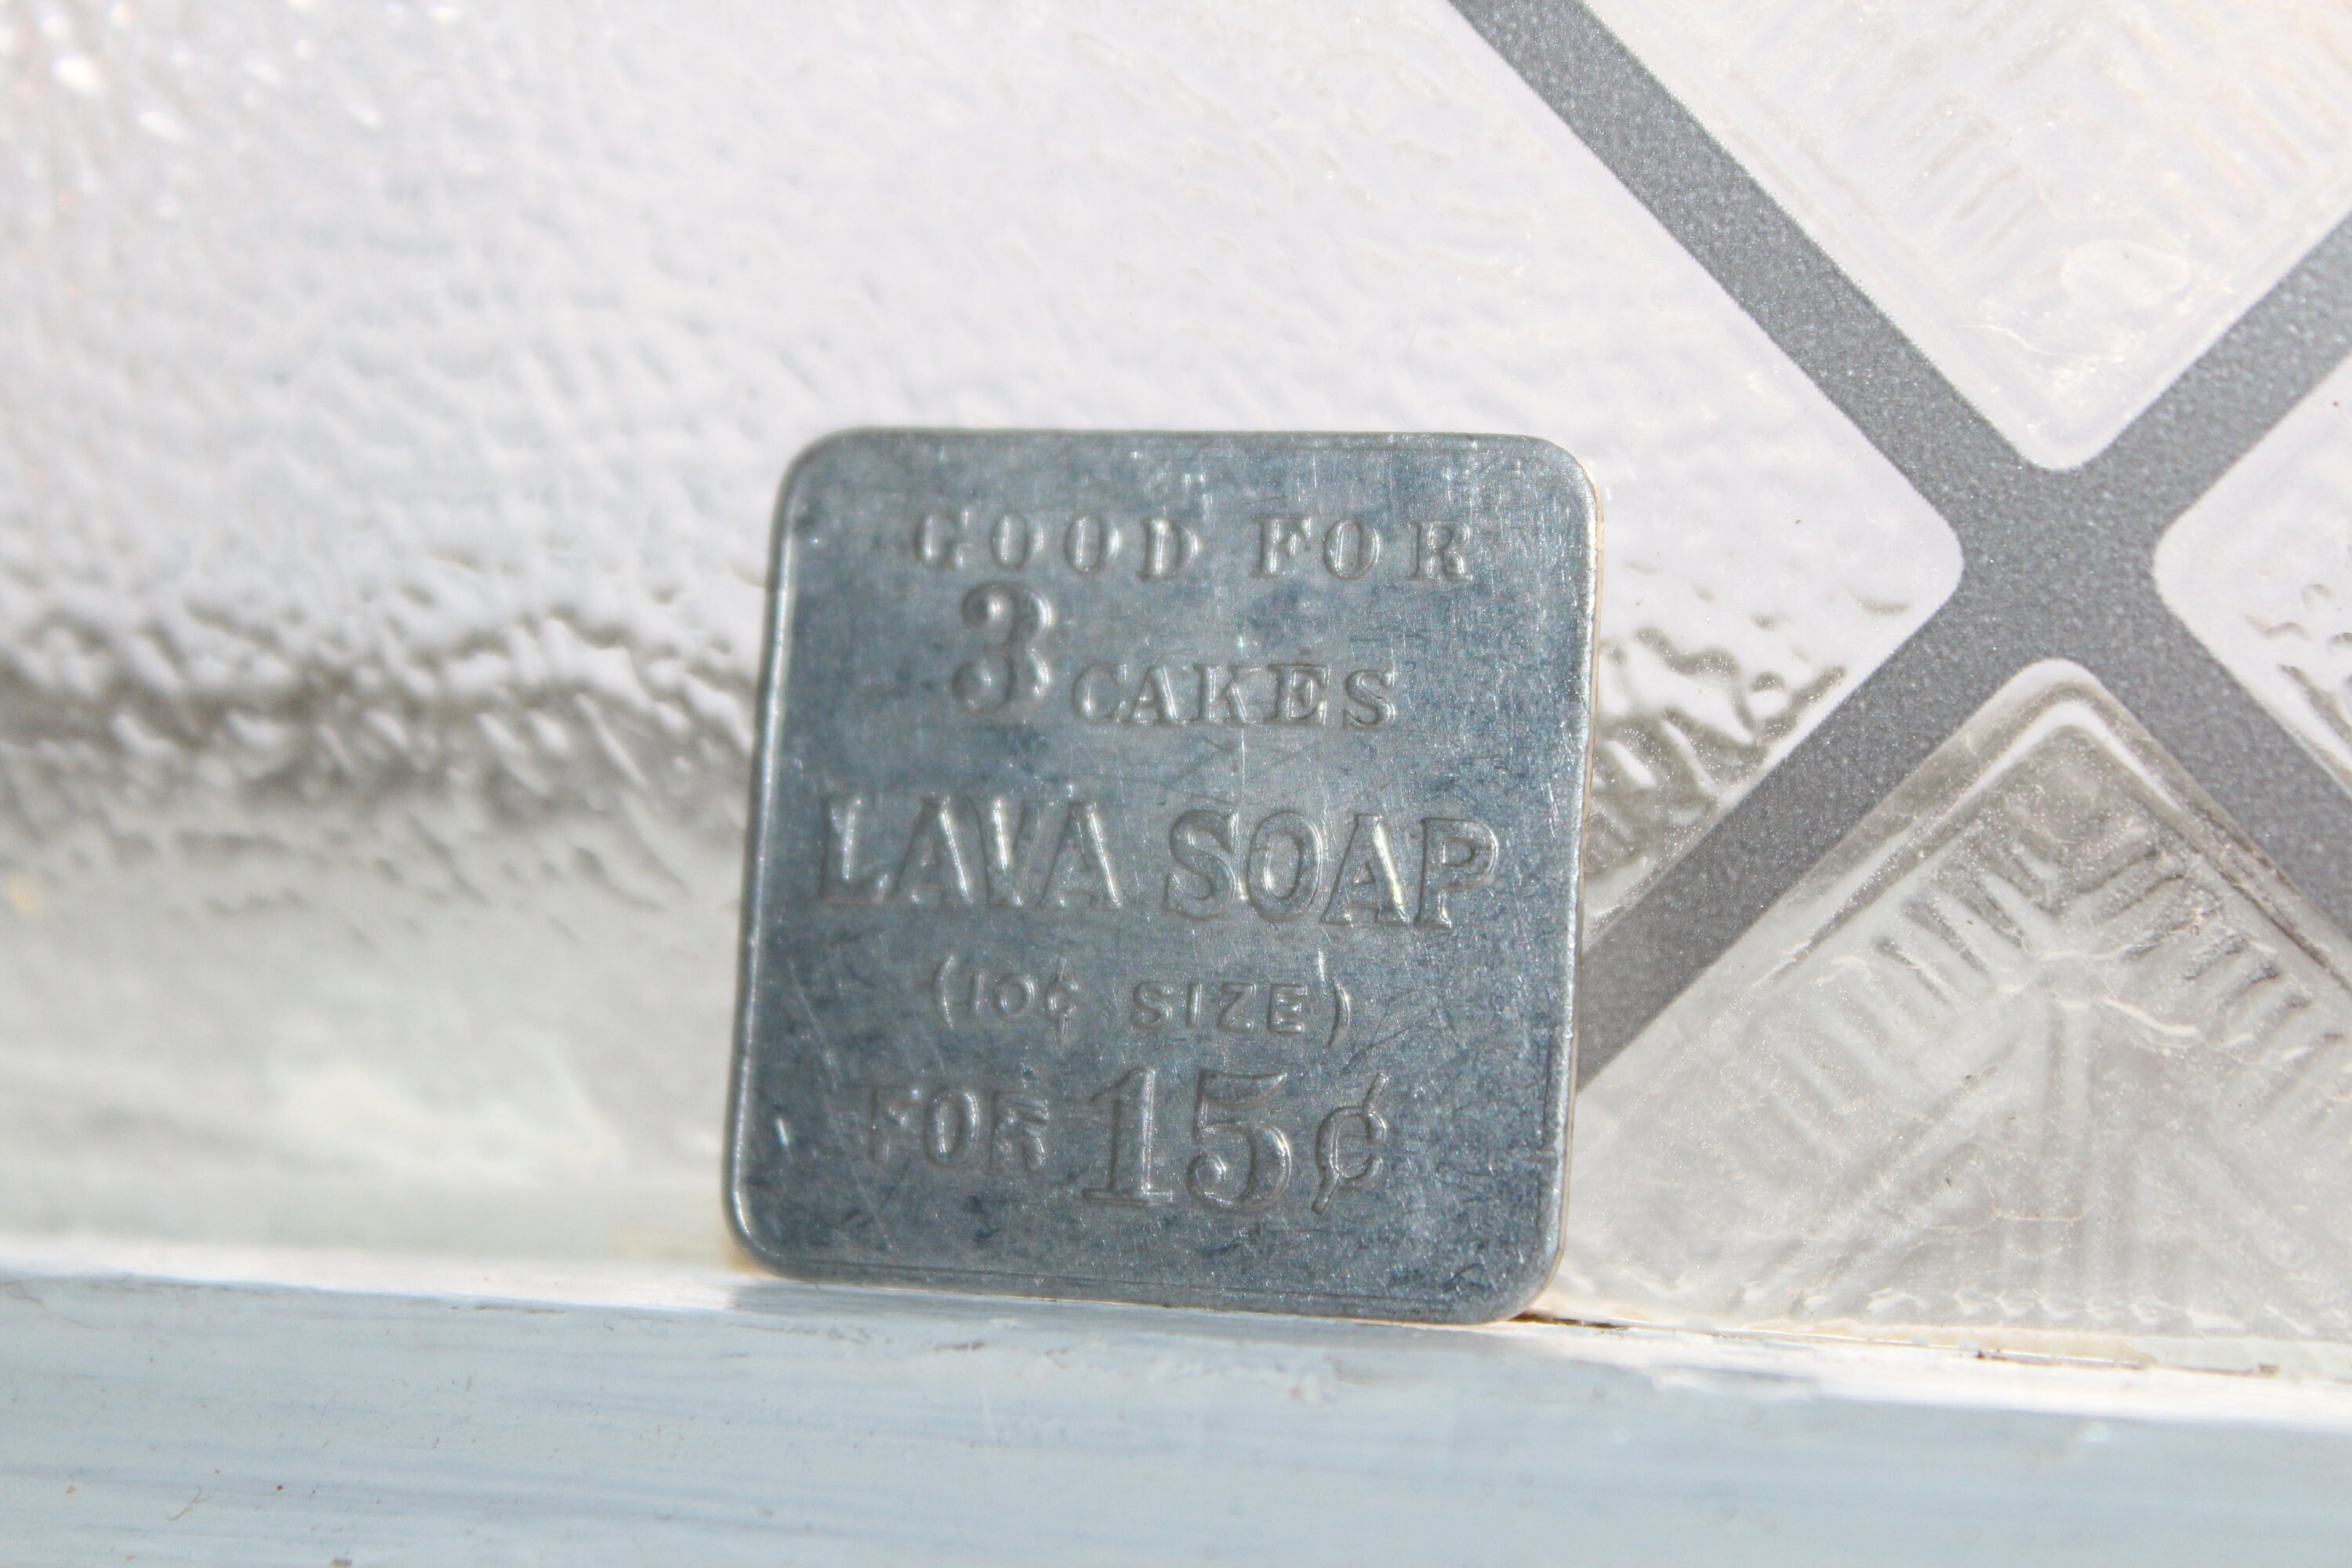 GOOD FOR
3 CAKES
LAVA SOAP
(10¢ SIZE)
FOR 15¢